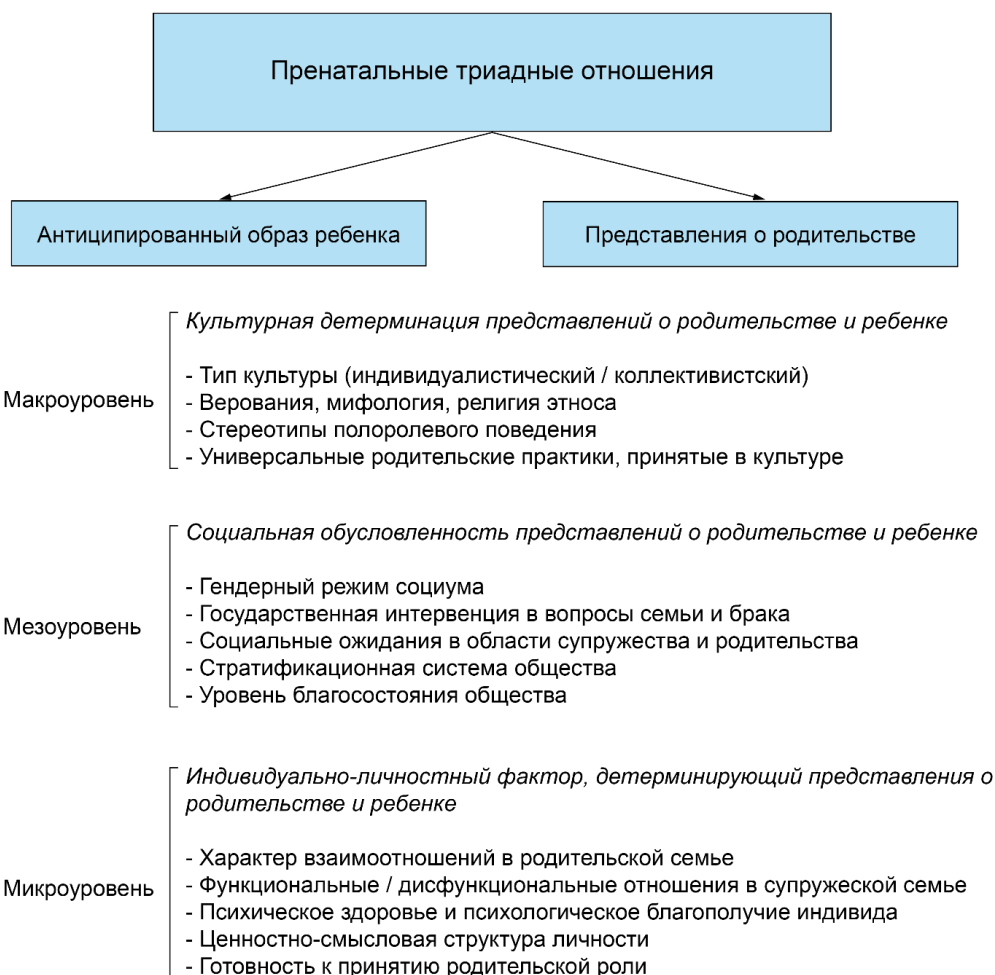 Пренатальные триадные отношения
Антиципированный образ ребенка
Представления о родительстве
Культурная детерминация представлений о родительстве и ребенке
Макроуровень
- Тип культуры (индивидуалистический / коллективистский)
- Верования, мифология, религия этноса
- Стереотипы полоролевого поведения
- Универсальные родительские практики, принятые в культуре
Социальная обусловленность представлений о родительстве и ребенке
Мезоуровень
- Гендерный режим социума
- Государственная интервенция в вопросы семьи и брака
- Социальные ожидания в области супружества и родительства
- Стратификационная система общества
- Уровень благосостояния общества
Индивидуально-личностный фактор, детерминирующий представления о
родительстве и ребенке
Микроуровень
- Характер взаимоотношений в родительской семье
- Функциональные / дисфункциональные отношения в супружеской семье
- Психическое здоровье и психологическое благополучие индивида
- Ценностно-смысловая структура личности
- Готовность к принятию родительской роли